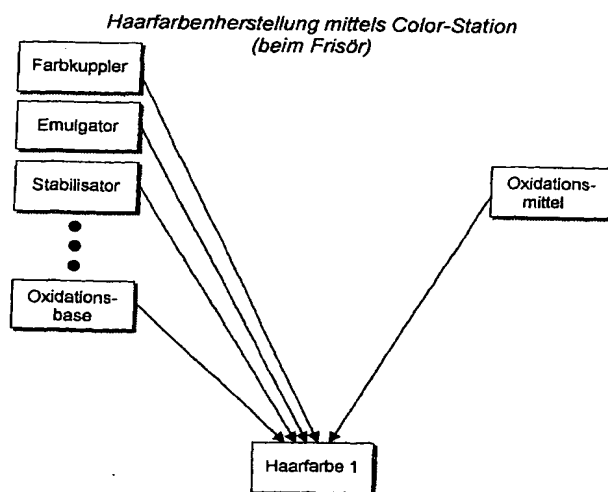 Haarfarbenherstellung mittels Color-Station
(beim Frisör)
Farbkuppler
Emulgator
Stabilisator
Oxidations-
base
Oxidations-
mittel
Haarfarbe 1